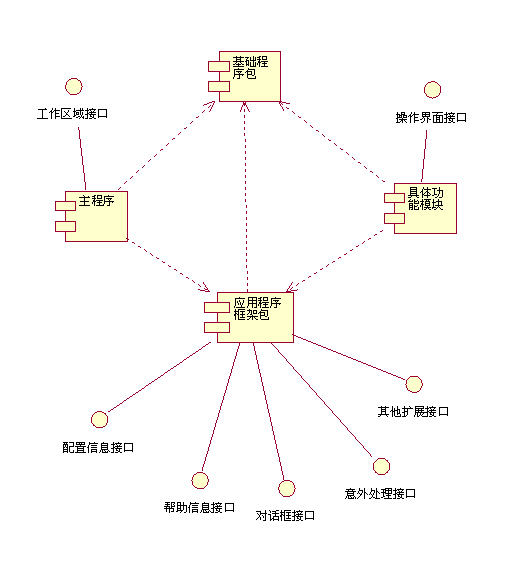 基础程
序包
工作区域接口
操作界面接口
主程序
具体功
能模块
应用程序
框架包
其他扩展接口
配置信息接口
意外处理接口
帮助信息接口
对话框接口